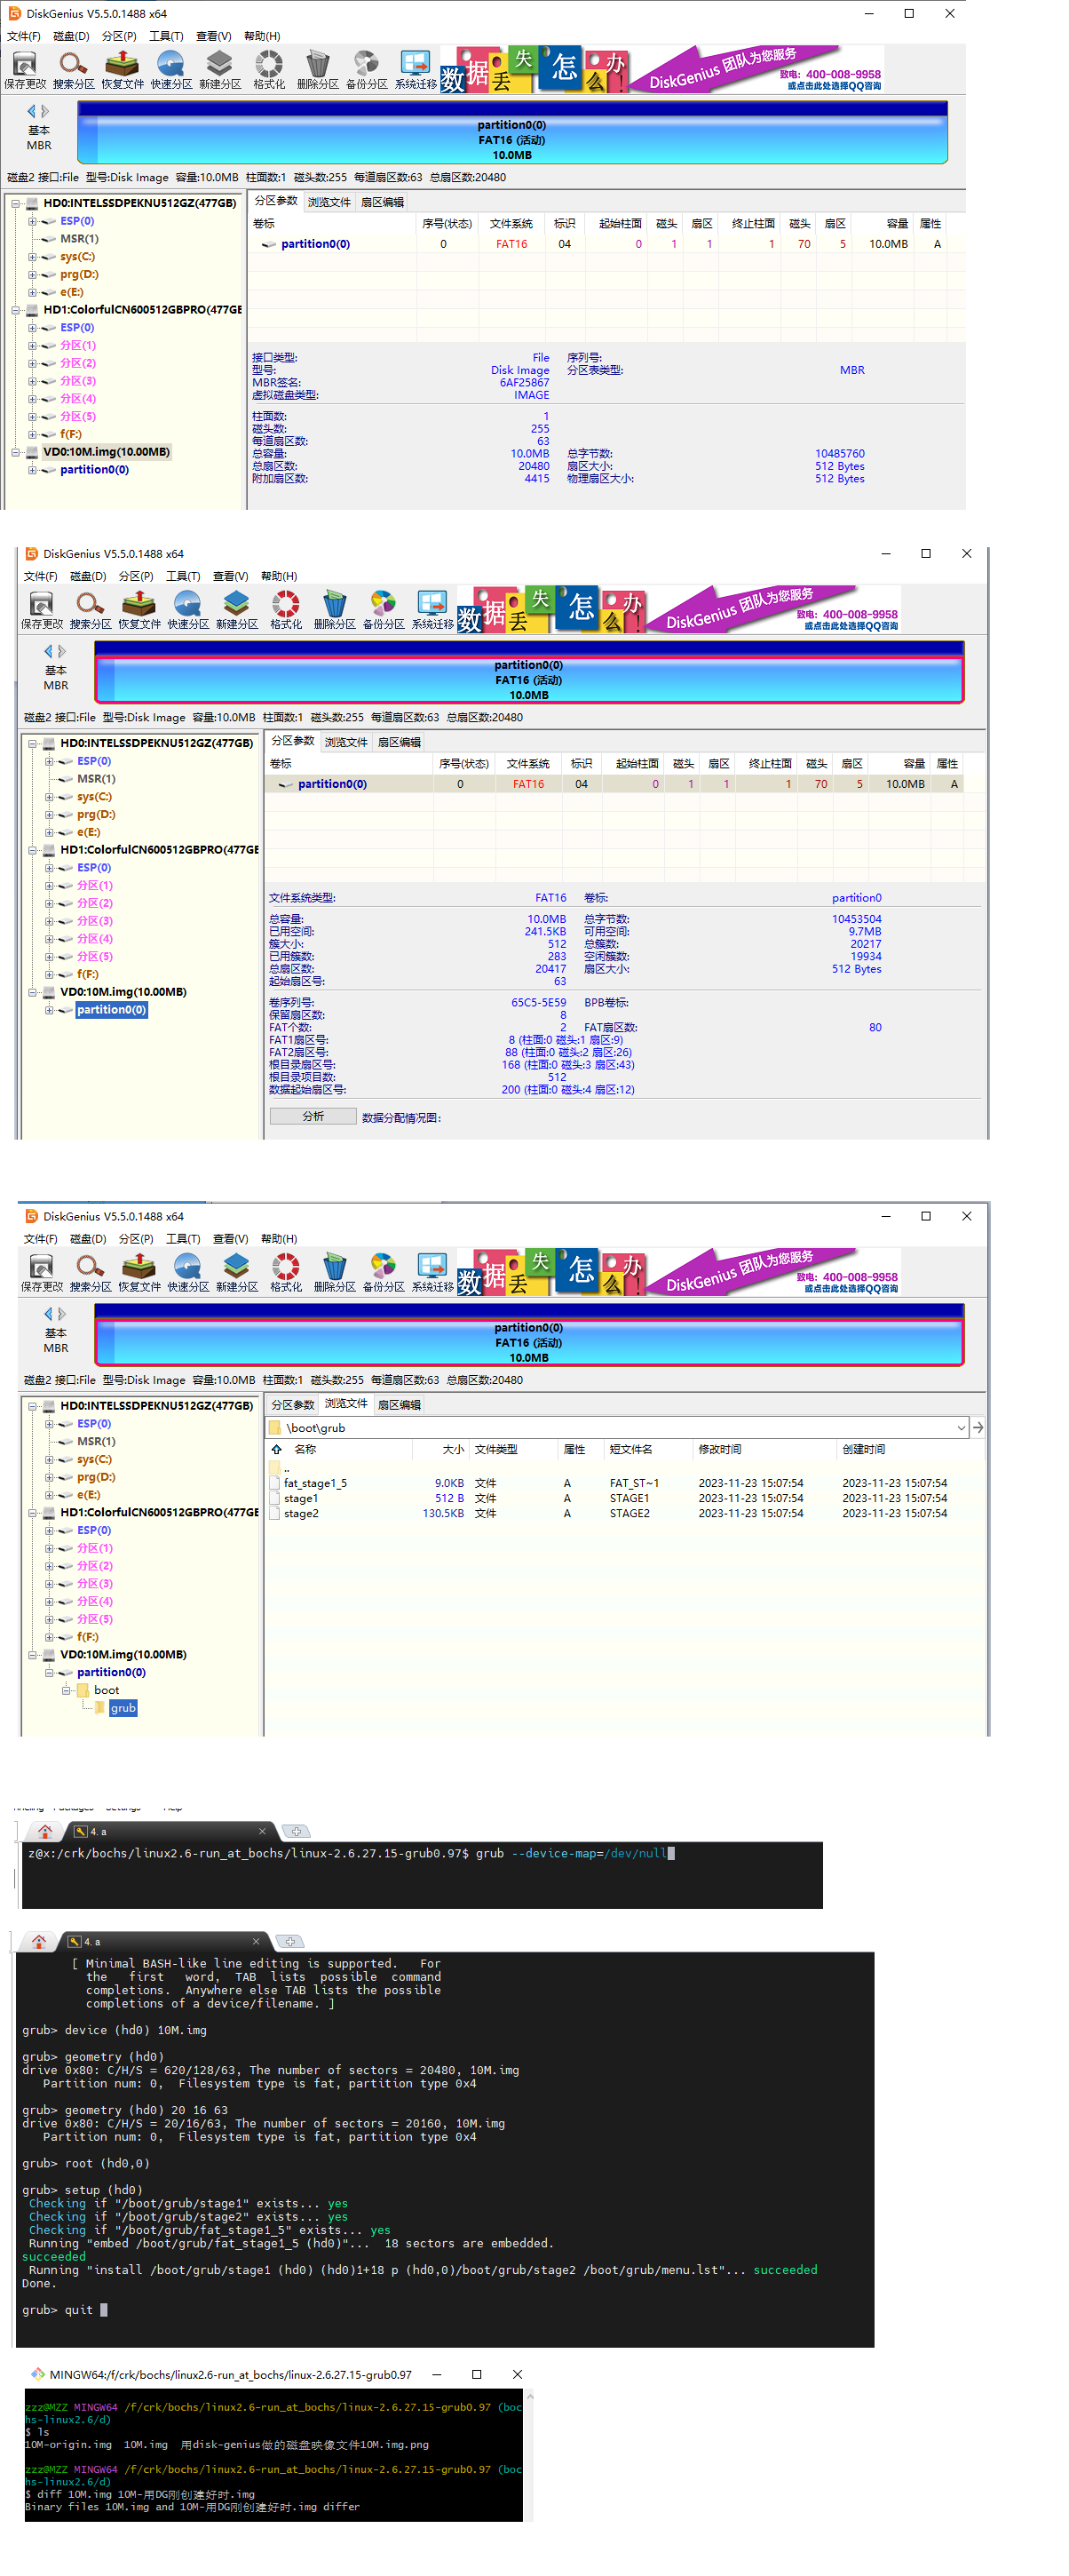 DiskGenius V5.5.0.1488 x64
文件(F) 磁盘(D) 分区(P) 工具(T) 查看(V) 帮助(H)
保存更改 搜索分区 恢复文件 快速分区 新建分区 格式化 删除分区 备份分区 系统迁移 数据丢失怎么办! DiskGenius 团队为您服务
致电: 400-008-9958
或点击此处选择QQ咨询
基本
MBR
partition0(0)
FAT16 (活动)
10.0MB
磁盘2 接口:File 型号:Disk Image 容量:10.0MB 柱面数:1 磁头数:255 每道扇区数:63 总扇区数:20480
HD0:INTELSSDPEKNU512GZ(477GB)
ESP(0)
MSR(1)
sys(C:)
prg(D:)
e(E:)
HD1:ColorfulCN600512GBPRO(477GB
ESP(0)
分区(1)
分区(2)
分区(3)
分区(4)
分区(5)
f(F:)
VD0:10M.img(10.00MB)
partition0(0)
分区参数 浏览文件 扇区编辑
卷标 序号(状态) 文件系统 标识 起始柱面 磁头 扇区 终止柱面 磁头 扇区 容量 属性
partition0(0) 0 FAT16 04 0 1 1 1 70 5 10.0MB A
接口类型: File 序列号:
型号: Disk Image 分区表类型: MBR
MBR签名: 6AF25867
虚拟磁盘类型: IMAGE
柱面数: 1
磁头数: 255
每道扇区数: 63
总容量: 10.0MB 总字节数: 10485760
总扇区数: 20480 扇区大小: 512 Bytes
附加扇区数: 4415 物理扇区大小: 512 Bytes
DiskGenius V5.5.0.1488 x64
文件(F) 磁盘(D) 分区(P) 工具(T) 查看(V) 帮助(H)
保存更改 搜索分区 恢复文件 快速分区 新建分区 格式化 删除分区 备份分区 系统迁移 数据丢失怎么办! DiskGenius 团队为您服务
致电: 400-008-9958
或点击此处选择QQ咨询
基本
MBR
partition0(0)
FAT16 (活动)
10.0MB
磁盘2 接口:File 型号:Disk Image 容量:10.0MB 柱面数:1 磁头数:255 每道扇区数:63 总扇区数:20480
HD0:INTELSSDPEKNU512GZ(477GB)
ESP(0)
MSR(1)
sys(C:)
prg(D:)
e(E:)
HD1:ColorfulCN600512GBPRO(477GB
ESP(0)
分区(1)
分区(2)
分区(3)
分区(4)
分区(5)
f(F:)
VD0:10M.img(10.00MB)
partition0(0)
分区参数 浏览文件 扇区编辑
卷标 序号(状态) 文件系统 标识 起始柱面 磁头 扇区 终止柱面 磁头 扇区 容量 属性
partition0(0) 0 FAT16 04 0 1 1 1 70 5 10.0MB A
文件系统类型: FAT16 卷标: partition0
总容量: 10.0MB 总字节数: 10453504
已用空间: 241.5KB 可用空间: 9.7MB
簇大小: 512 总簇数: 20217
已用簇数: 283 空闲簇数: 19934
总扇区数: 20417 扇区大小: 512 Bytes
起始扇区号: 63
卷序列号: 65C5-5E59 BPB卷标:
保留扇区数: 8
FAT个数: 2 FAT扇区数: 80
FAT1扇区号: 8 (柱面:0 磁头:1 扇区:9)
FAT2扇区号: 88 (柱面:0 磁头:2 扇区:26)
根目录扇区号: 168 (柱面:0 磁头:3 扇区:43)
根目录项目数: 512
数据起始扇区号: 200 (柱面:0 磁头:4 扇区:12)
分析 数据分配情况图:
DiskGenius V5.5.0.1488 x64
文件(F) 磁盘(D) 分区(P) 工具(T) 查看(V) 帮助(H)
保存更改 搜索分区 恢复文件 快速分区 新建分区 格式化 删除分区 备份分区 系统迁移 数据丢失怎么办! DiskGenius 团队为您服务
致电: 400-008-9958
或点击此处选择QQ咨询
基本
MBR
partition0(0)
FAT16 (活动)
10.0MB
磁盘2 接口:File 型号:Disk Image 容量:10.0MB 柱面数:1 磁头数:255 每道扇区数:63 总扇区数:20480
HD0:INTELSSDPEKNU512GZ(477GB)
ESP(0)
MSR(1)
sys(C:)
prg(D:)
e(E:)
HD1:ColorfulCN600512GBPRO(477GB
ESP(0)
分区(1)
分区(2)
分区(3)
分区(4)
分区(5)
f(F:)
VD0:10M.img(10.00MB)
partition0(0)
boot
grub
分区参数 浏览文件 扇区编辑
\boot\grub
名称 大小 文件类型 属性 短文件名 修改时间 创建时间
..
fat_stage1_5 9.0KB 文件 A FAT_ST~1 2023-11-23 15:07:54 2023-11-23 15:07:54
stage1 512 B 文件 A STAGE1 2023-11-23 15:07:54 2023-11-23 15:07:54
stage2 130.5KB 文件 A STAGE2 2023-11-23 15:07:54 2023-11-23 15:07:54
4. a
z@x:/crk/bochs/linux2.6-run_at_bochs/linux-2.6.27.15-grub0.97$ grub --device-map=/dev/null
4. a
[ Minimal BASH-like line editing is supported. For
the first word, TAB lists possible command
completions. Anywhere else TAB lists the possible
completions of a device/filename. ]
grub> device (hd0) 10M.img
grub> geometry (hd0)
drive 0x80: C/H/S = 620/128/63, The number of sectors = 20480, 10M.img
Partition num: 0, Filesystem type is fat, partition type 0x4
grub> geometry (hd0) 20 16 63
drive 0x80: C/H/S = 20/16/63, The number of sectors = 20160, 10M.img
Partition num: 0, Filesystem type is fat, partition type 0x4
grub> root (hd0,0)
grub> setup (hd0)
Checking if "/boot/grub/stage1" exists... yes
Checking if "/boot/grub/stage2" exists... yes
Checking if "/boot/grub/fat_stage1_5" exists... yes
Running "embed /boot/grub/fat_stage1_5 (hd0)"... 18 sectors are embedded.
succeeded
Running "install /boot/grub/stage1 (hd0) (hd0)1+18 p (hd0,0)/boot/grub/stage2 /boot/grub/menu.lst"... succeeded
Done.
grub> quit
MINGW64:/f/crk/bochs/linux2.6-run_at_bochs/linux-2.6.27.15-grub0.97
zzz@MZZ MINGW64 /f/crk/bochs/linux2.6-run_at_bochs/linux-2.6.27.15-grub0.97 (boc
hs-linux2.6/d)
$ ls
10M-origin.img 10M.img 用disk-genius做的磁盘映像文件10M.img.png
zzz@MZZ MINGW64 /f/crk/bochs/linux2.6-run_at_bochs/linux-2.6.27.15-grub0.97 (boc
hs-linux2.6/d)
$ diff 10M.img 10M-用DG刚创建好时.img
Binary files 10M.img and 10M-用DG刚创建好时.img differ